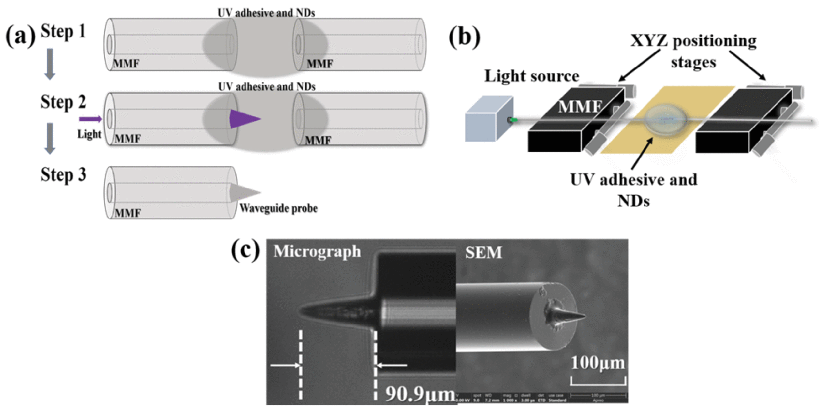 (a)
Step 1
UV adhesive and NDs
MMF
MMF
Step 2
UV adhesive and NDs
Light
MMF
MMF
Step 3
MMF
Waveguide probe
(b)
XYZ positioning
stages
Light source
MMF
UV adhesive and
NDs
(c)
Micrograph
SEM
90.9μm
100μm